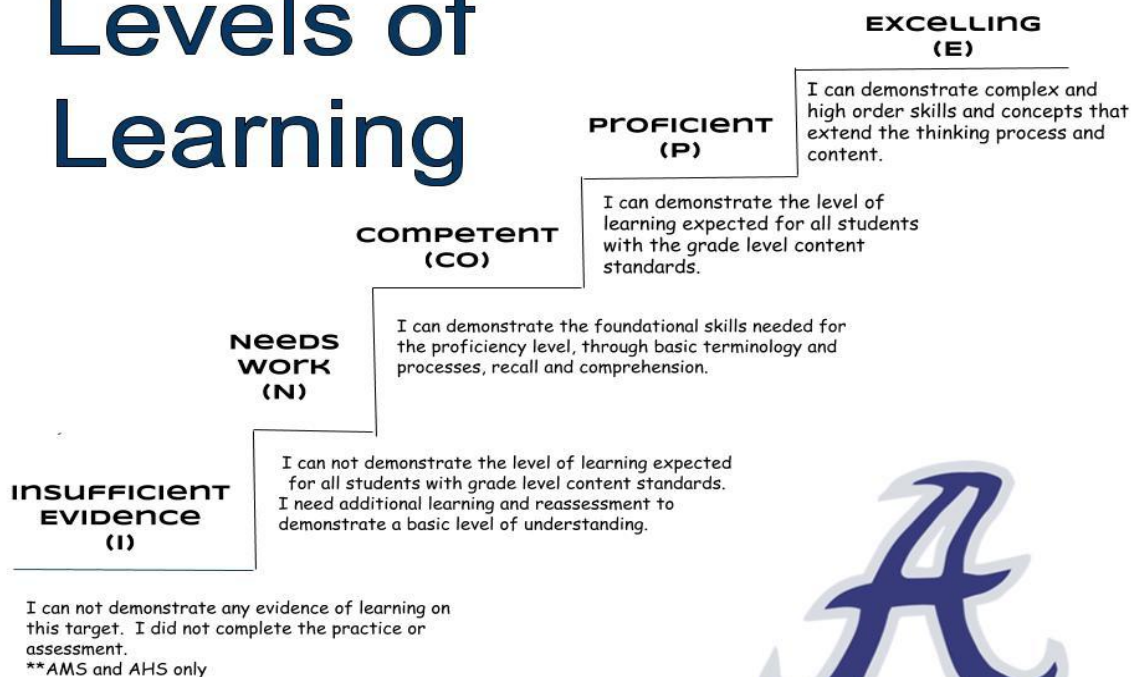 Levels of
Learning
EXCELLING
(E)
I can demonstrate complex and
high order skills and concepts that
extend the thinking process and
content.
PROFICIENT
(P)
I can demonstrate the level of
learning expected for all students
with the grade level content
standards.
COMPETENT
(CO)
I can demonstrate the foundational skills needed for
the proficiency level, through basic terminology and
processes, recall and comprehension.
NEEDS
WORK
(N)
I can not demonstrate the level of learning expected
for all students with grade level content standards.
I need additional learning and reassessment to
demonstrate a basic level of understanding.
INSUFFICIENT
EVIDENCE
(I)
I can not demonstrate any evidence of learning on
this target. I did not complete the practice or
assessment.
**AMS and AHS only
A